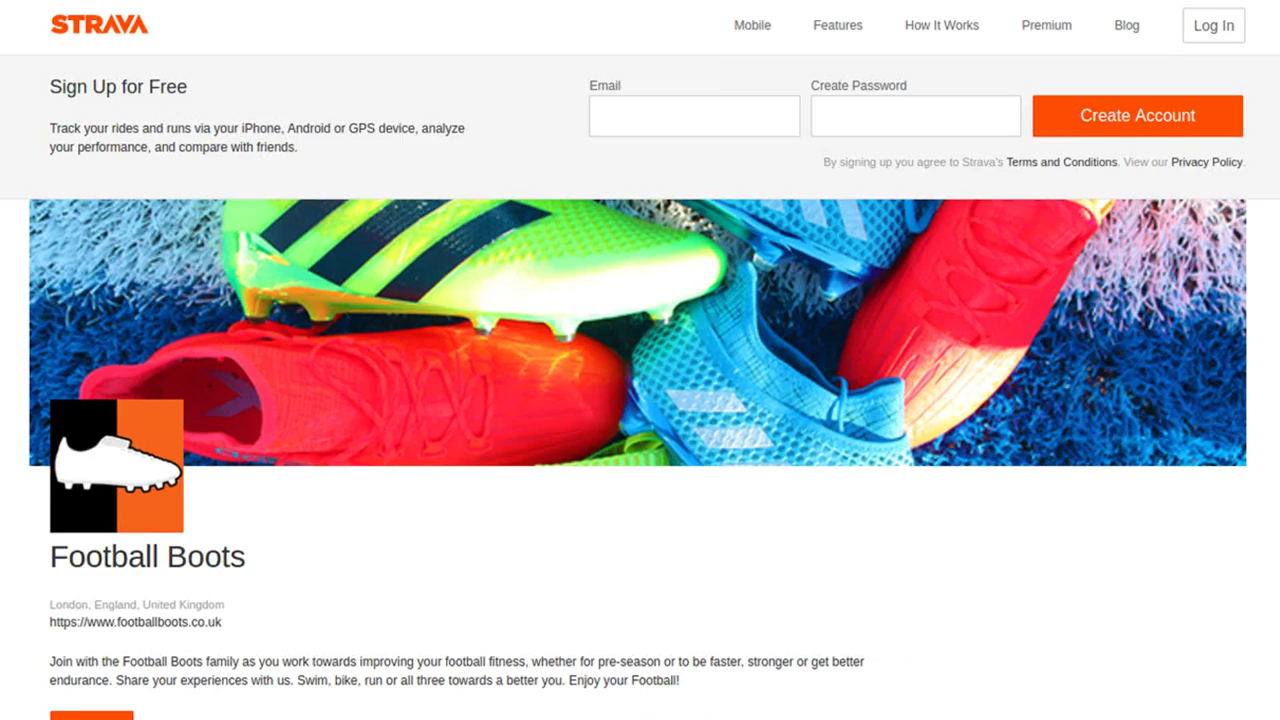 STRAVA
Mobile
Features
How It Works
Premium
Blog
Log In
Sign Up for Free
Track your rides and runs via your iPhone, Android or GPS device, analyze
your performance, and compare with friends.
Email
Create Password
Create Account
By signing up you agree to Strava's Terms and Conditions. View our Privacy Policy.
Football Boots
London, England, United Kingdom
https://www.footballboots.co.uk
Join with the Football Boots family as you work towards improving your football fitness, whether for pre-season or to be faster, stronger or get better
endurance. Share your experiences with us. Swim, bike, run or all three towards a better you. Enjoy your Football!